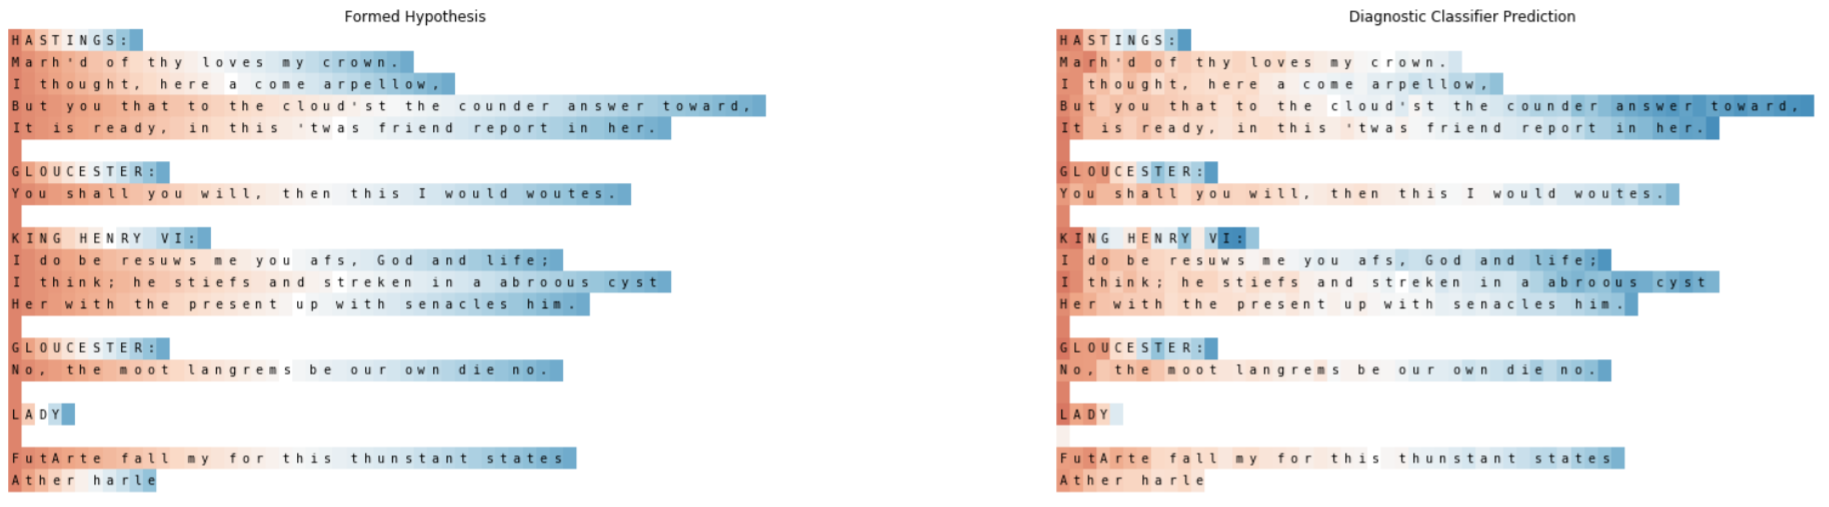 Formed Hypothesis
HASTINGS:
Marh'd of thy loves my crown.
I thought, here a come arpellow,
But you that to the cloud'st the counder answer toward,
It is ready, in this 'twas friend report in her.
GLOUCESTER:
You shall you will, then this I would woutes.
KING HENRY VI:
I do be resuws me you afs, God and life;
I think; he stiefs and streken in a abroous cyst
Her with the present up with senacles him.
GLOUCESTER:
No, the moot langrems be our own die no.
LADY
FutArte fall my for this thunstant states
Ather harle
Diagnostic Classifier Prediction
HASTINGS:
Marh'd of thy loves my crown.
I thought, here a come arpellow,
But you that to the cloud'st the counder answer toward,
It is ready, in this 'twas friend report in her.
GLOUCESTER:
You shall you will, then this I would woutes.
KING HENRY VI:
I do be resuws me you afs, God and life;
I think; he stiefs and streken in a abroous cyst
Her with the present up with senacles him.
GLOUCESTER:
No, the moot langrems be our own die no.
LADY
FutArte fall my for this thunstant states
Ather harle